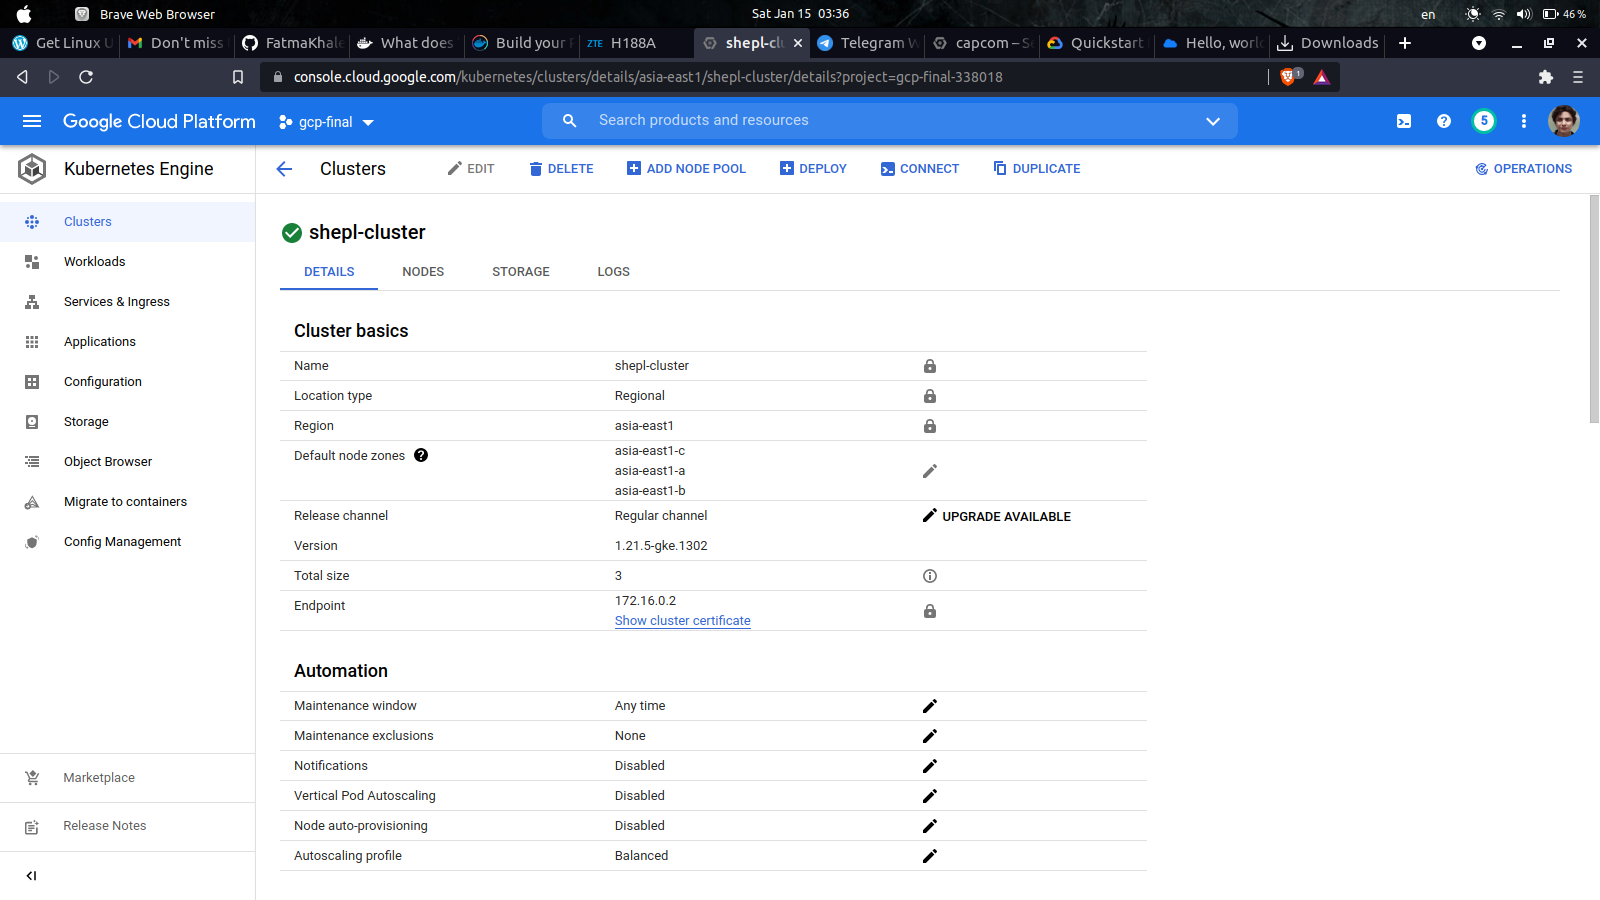 Brave Web Browser
Sat Jan 15 03:36
en
46 %
Get Linux
Don't miss
FatmaKhale
What does
Build your
ZTE H188A
shepl-cl
Telegram
capcom – S
Quickstart
Hello, worl
Downloads
console.cloud.google.com/kubernetes/clusters/details/asia-east1/shepl-cluster/details?project=gcp-final-338018
1
Google Cloud Platform
gcp-final
Search products and resources
5
Kubernetes Engine
Clusters
EDIT
DELETE
ADD NODE POOL
DEPLOY
CONNECT
DUPLICATE
OPERATIONS
Clusters
Workloads
Services & Ingress
Applications
Configuration
Storage
Object Browser
Migrate to containers
Config Management
Marketplace
Release Notes
shepl-cluster
DETAILS
NODES
STORAGE
LOGS
Cluster basics
Name shepl-cluster
Location type Regional
Region asia-east1
Default node zones asia-east1-c
asia-east1-a
asia-east1-b
Release channel Regular channel UPGRADE AVAILABLE
Version 1.21.5-gke.1302
Total size 3
Endpoint 172.16.0.2
Show cluster certificate
Automation
Maintenance window Any time
Maintenance exclusions None
Notifications Disabled
Vertical Pod Autoscaling Disabled
Node auto-provisioning Disabled
Autoscaling profile Balanced